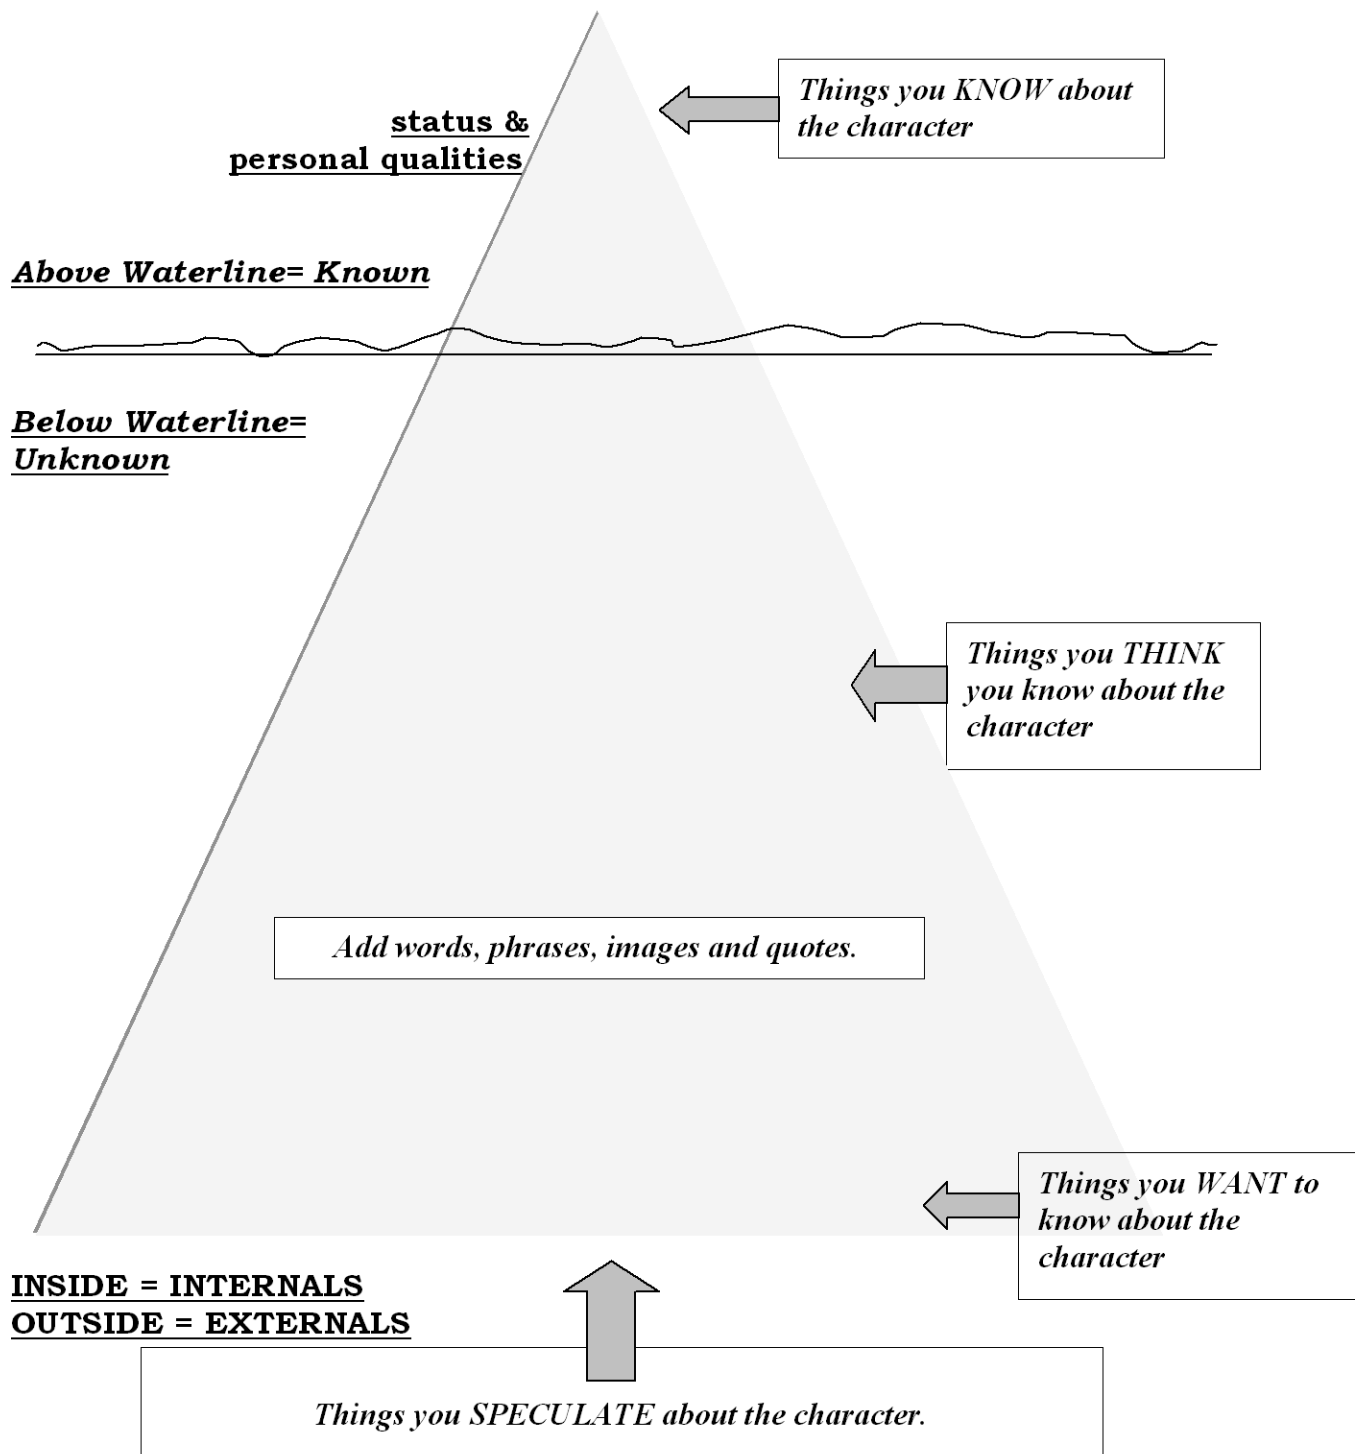 Things you KNOW about
the character
status &
personal qualities
Above Waterline= Known
Below Waterline=
Unknown
Things you THINK
you know about the
character
Add words, phrases, images and quotes.
Things you WANT to
know about the
character
INSIDE = INTERNALS
OUTSIDE = EXTERNALS
Things you SPECULATE about the character.